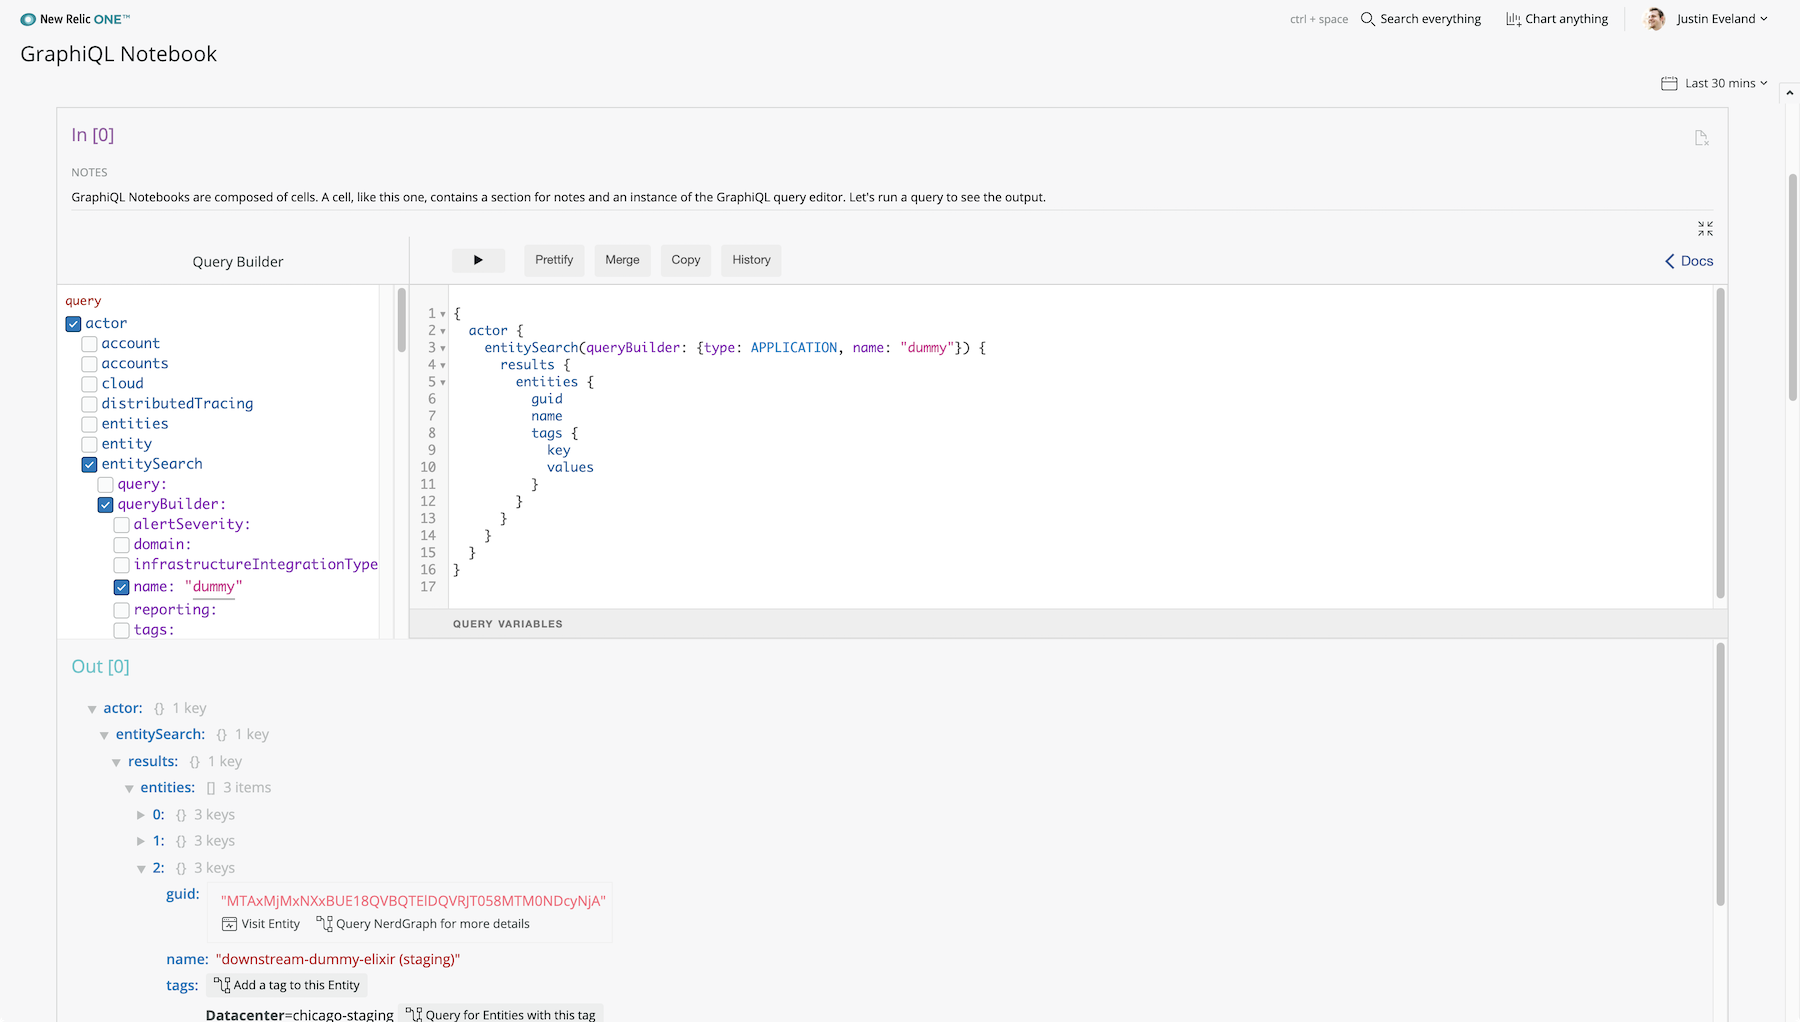 New Relic ONE™
ctrl + space Search everything Chart anything Justin Eveland
GraphiQL Notebook
Last 30 mins
In [0]
NOTES
GraphiQL Notebooks are composed of cells. A cell, like this one, contains a section for notes and an instance of the GraphiQL query editor. Let's run a query to see the output.
Query Builder
Prettify Merge Copy History
Docs
query
actor
account
accounts
cloud
distributedTracing
entities
entity
entitySearch
query:
queryBuilder:
alertSeverity:
domain:
infrastructureIntegrationType
name: "dummy"
reporting:
tags:
1 {
2 actor {
3 entitySearch(queryBuilder: {type: APPLICATION, name: "dummy"}) {
4 results {
5 entities {
6 guid
7 name
8 tags {
9 key
10 values
11 }
12 }
13 }
14 }
15 }
16 }
17
QUERY VARIABLES
Out [0]
actor: {} 1 key
entitySearch: {} 1 key
results: {} 1 key
entities: [] 3 items
0: {} 3 keys
1: {} 3 keys
2: {} 3 keys
guid: "MTAxMjMxNXxBUE18QVBQTElDQVRJT058MTM0NDcyNjA"
Visit Entity Query NerdGraph for more details
name: "downstream-dummy-elixir (staging)"
tags: Add a tag to this Entity
Datacenter=chicago-staging Query for Entities with this tag